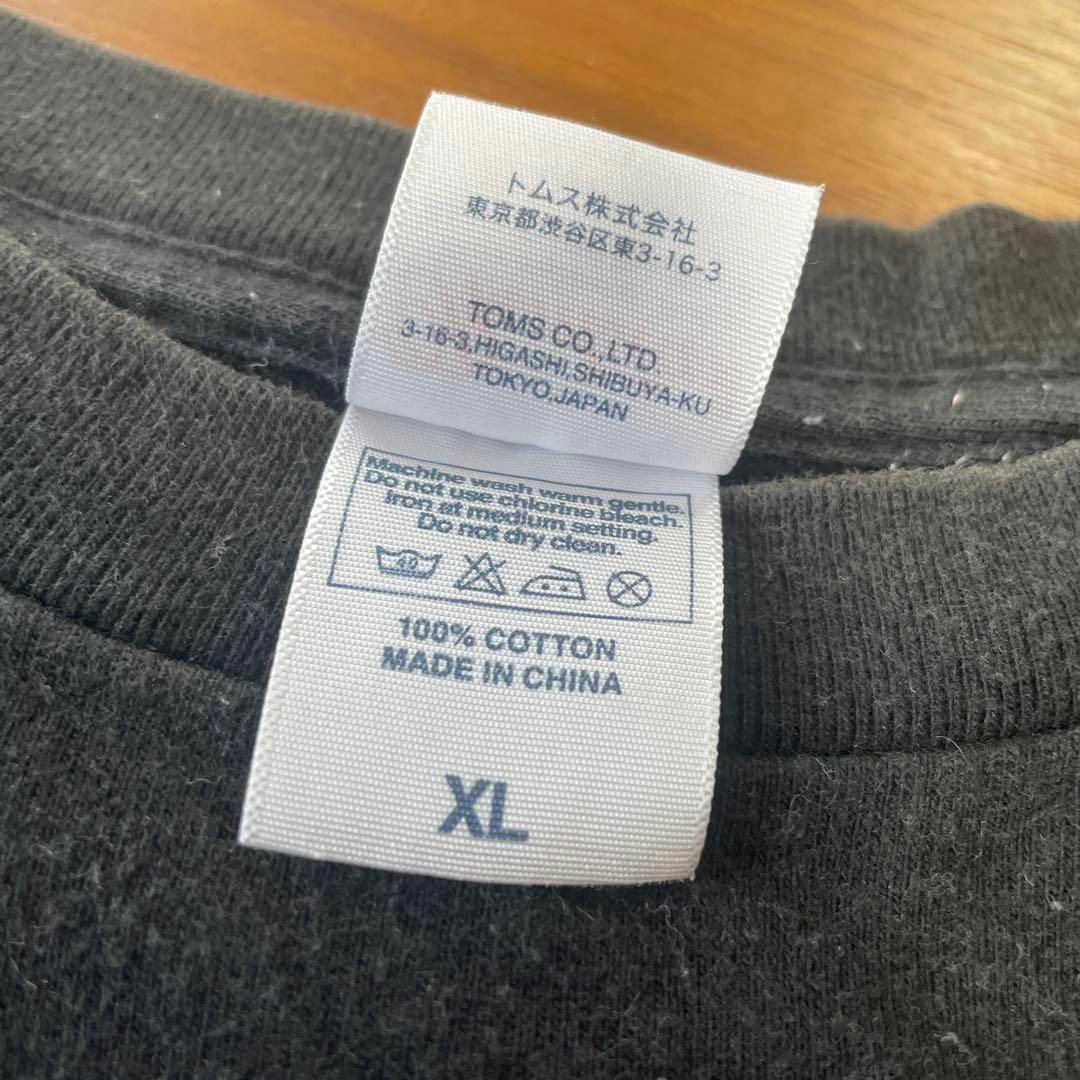 トムス株式会社
東京都渋谷区東3-16-3
TOMS CO.,LTD.
3-16-3,HIGASHI,SHIBUYA-KU
TOKYO,JAPAN
Machine wash warm gentle.
Do not use chlorine bleach.
Iron at medium setting.
Do not dry clean.
40
100% COTTON
MADE IN CHINA
XL